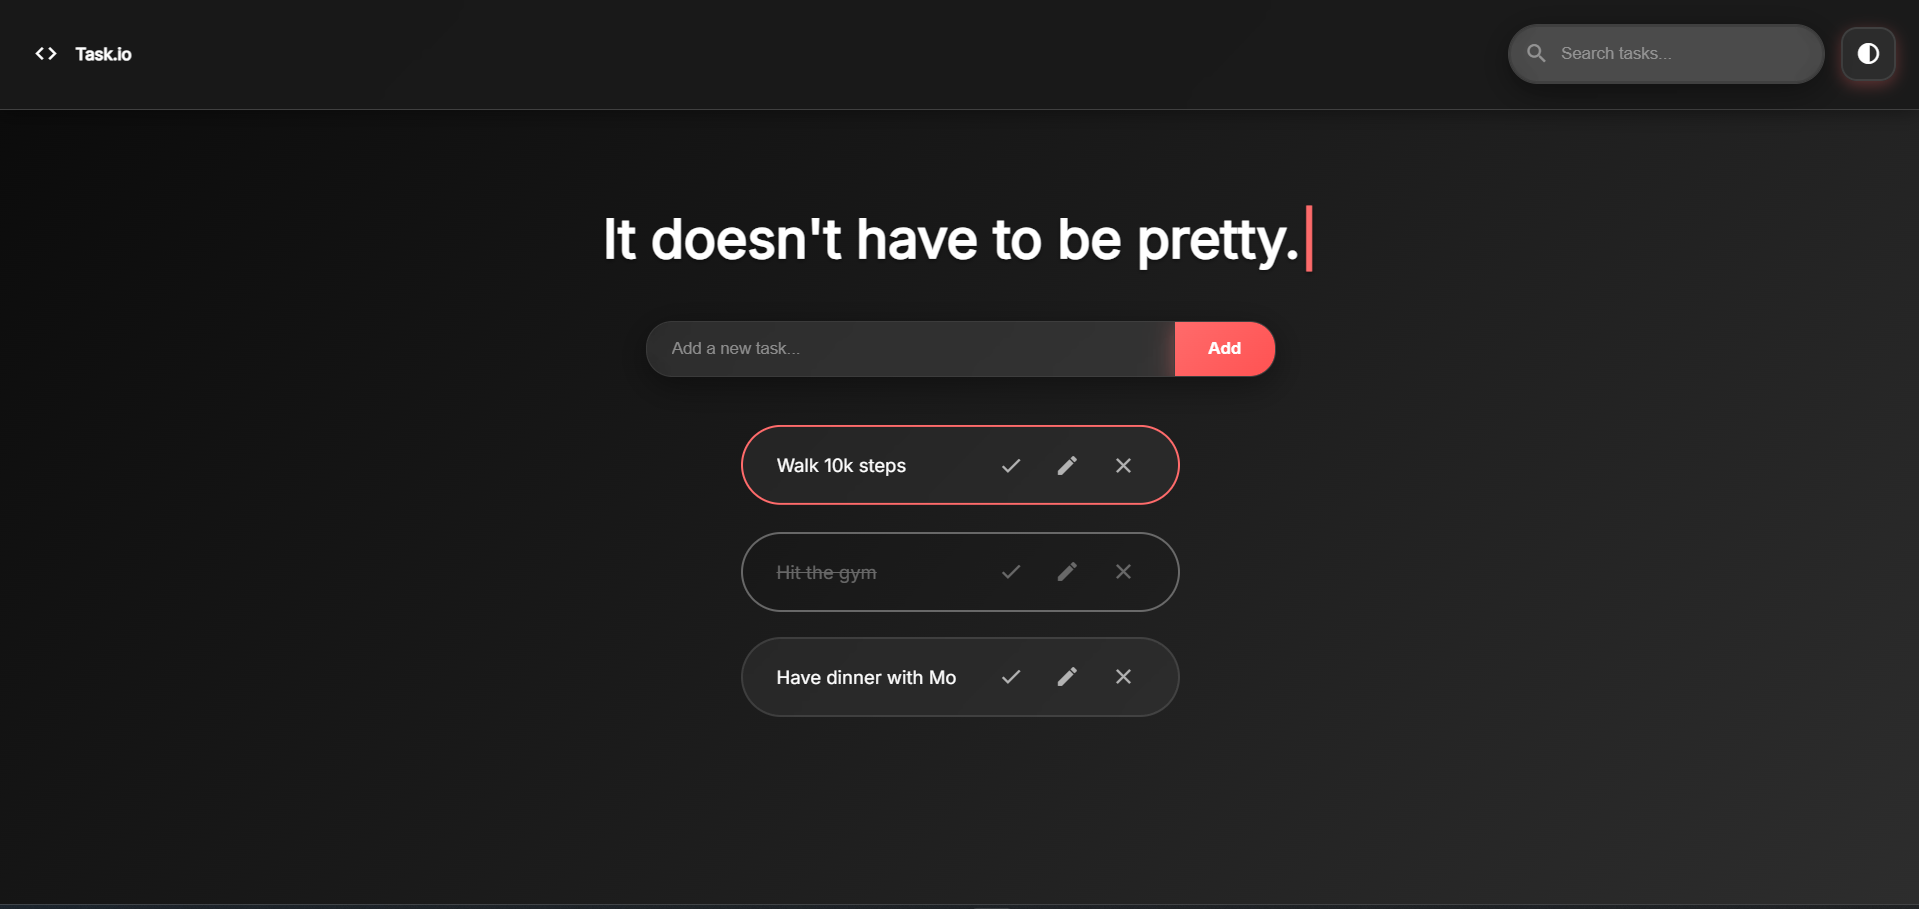 Task.io
Search tasks...
It doesn't have to be pretty.
Add a new task...
Add
Walk 10k steps
Hit the gym
Have dinner with Mo